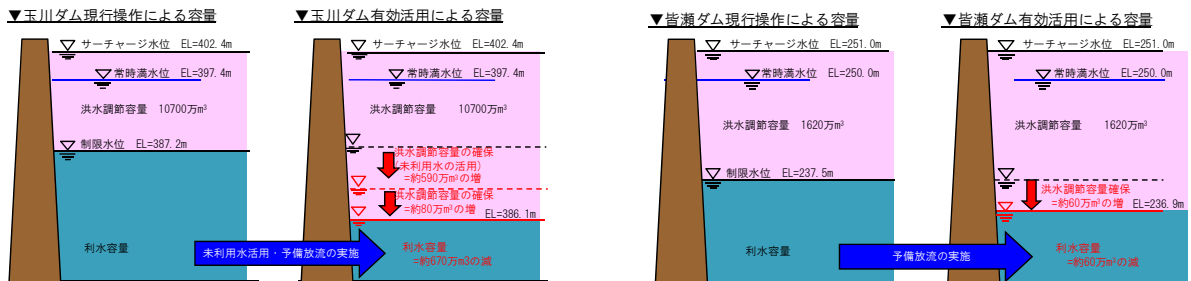 ▼玉川ダム現行操作による容量
サーチャージ水位 EL=402.4m
常時満水位 EL=397.4m
洪水調節容量 10700万m³
制限水位 EL=387.2m
利水容量
▼玉川ダム有効活用による容量
サーチャージ水位 EL=402.4m
常時満水位 EL=397.4m
洪水調節容量 10700万m³
洪水調節容量の確保
(未利用水の活用)
=約590万m³の増
洪水調節容量の確保
=約80万m³の増
EL=386.1m
利水容量
=約670万m3の減
未利用水活用・予備放流の実施
▼皆瀬ダム現行操作による容量
サーチャージ水位 EL=251.0m
常時満水位 EL=250.0m
洪水調節容量 1620万m³
制限水位 EL=237.5m
利水容量
▼皆瀬ダム有効活用による容量
サーチャージ水位 EL=251.0m
常時満水位 EL=250.0m
洪水調節容量 1620万m³
洪水調節容量確保
=約60万m³の増
EL=236.9m
利水容量
=約60万m³の減
予備放流の実施